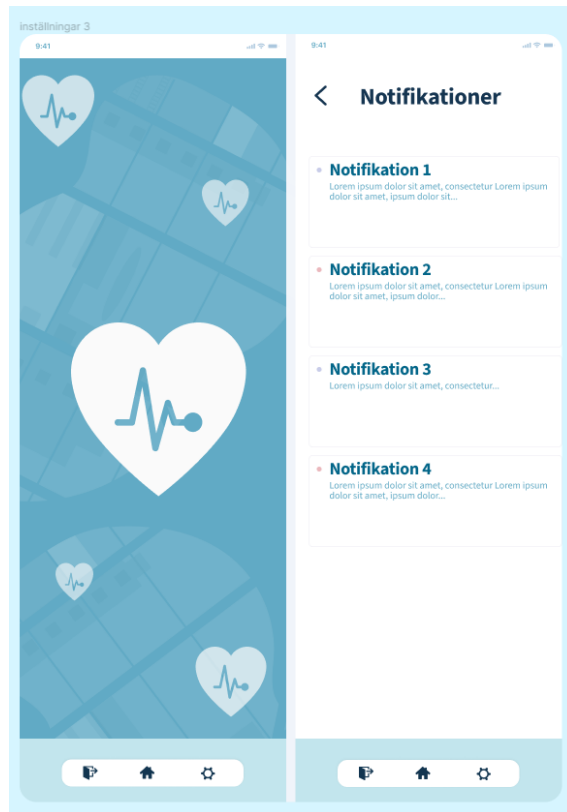 inställningar 3
9:41
9:41
Notifikationer
Notifikation 1
Lorem ipsum dolor sit amet, consectetur Lorem ipsum
dolor sit amet, ipsum dolor sit...
Notifikation 2
Lorem ipsum dolor sit amet, consectetur Lorem ipsum
dolor sit amet, ipsum dolor...
Notifikation 3
Lorem ipsum dolor sit amet, consectetur...
Notifikation 4
Lorem ipsum dolor sit amet, consectetur Lorem ipsum
dolor sit amet, ipsum dolor...